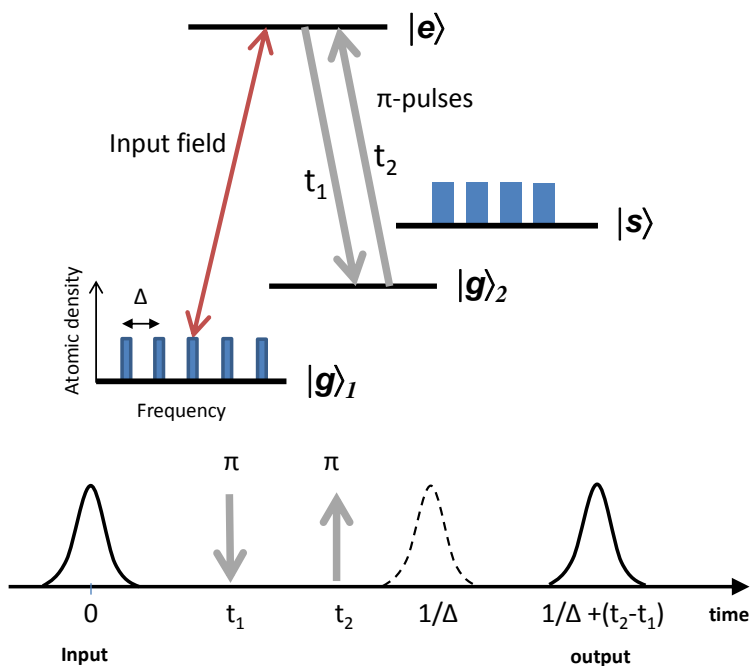 |e⟩
π-pulses
Input field
t1
t2
|s⟩
|g⟩2
Δ
Atomic density
|g⟩1
Frequency
π π
0 t1 t2 1/Δ 1/Δ +(t2-t1) time
Input output